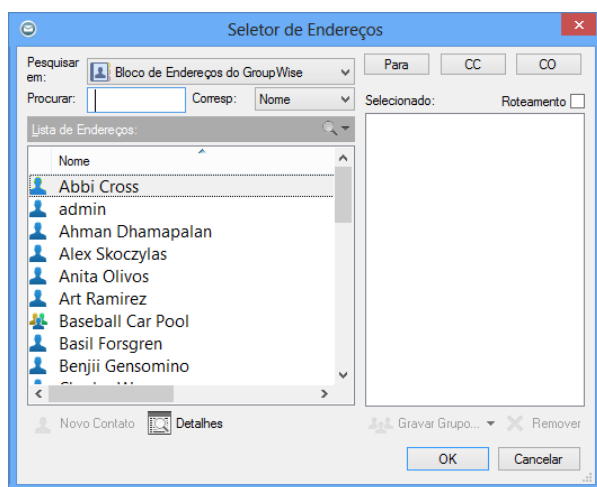 Seletor de Endereços
Pesquisar em:
Bloco de Endereços do GroupWise
Para
CC
CO
Procurar:
Corresp:
Nome
Selecionado:
Roteamento
Lista de Endereços:
Nome
Abbi Cross
admin
Ahman Dhamapalan
Alex Skoczylas
Anita Olivos
Art Ramirez
Baseball Car Pool
Basil Forsgren
Benjii Gensomino
Novo Contato
Detalhes
Gravar Grupo...
Remover
OK
Cancelar